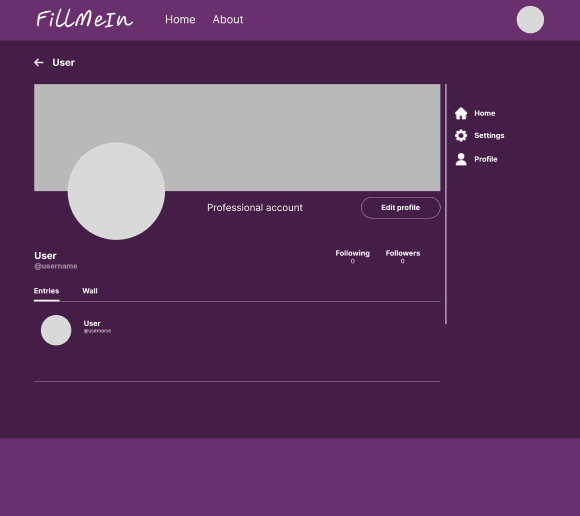 FillMeIn Home About
User
Home
Settings
Profile
Professional account Edit profile
User
@username
Following Followers
0 0
Entries Wall
User
@username